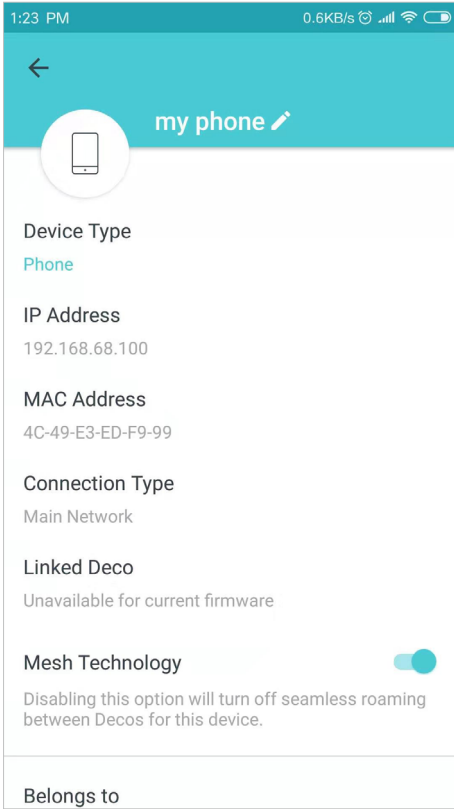 1:23 PM 0.6KB/s
my phone
Device Type
Phone
IP Address
192.168.68.100
MAC Address
4C-49-E3-ED-F9-99
Connection Type
Main Network
Linked Deco
Unavailable for current firmware
Mesh Technology
Disabling this option will turn off seamless roaming
between Decos for this device.
Belongs to